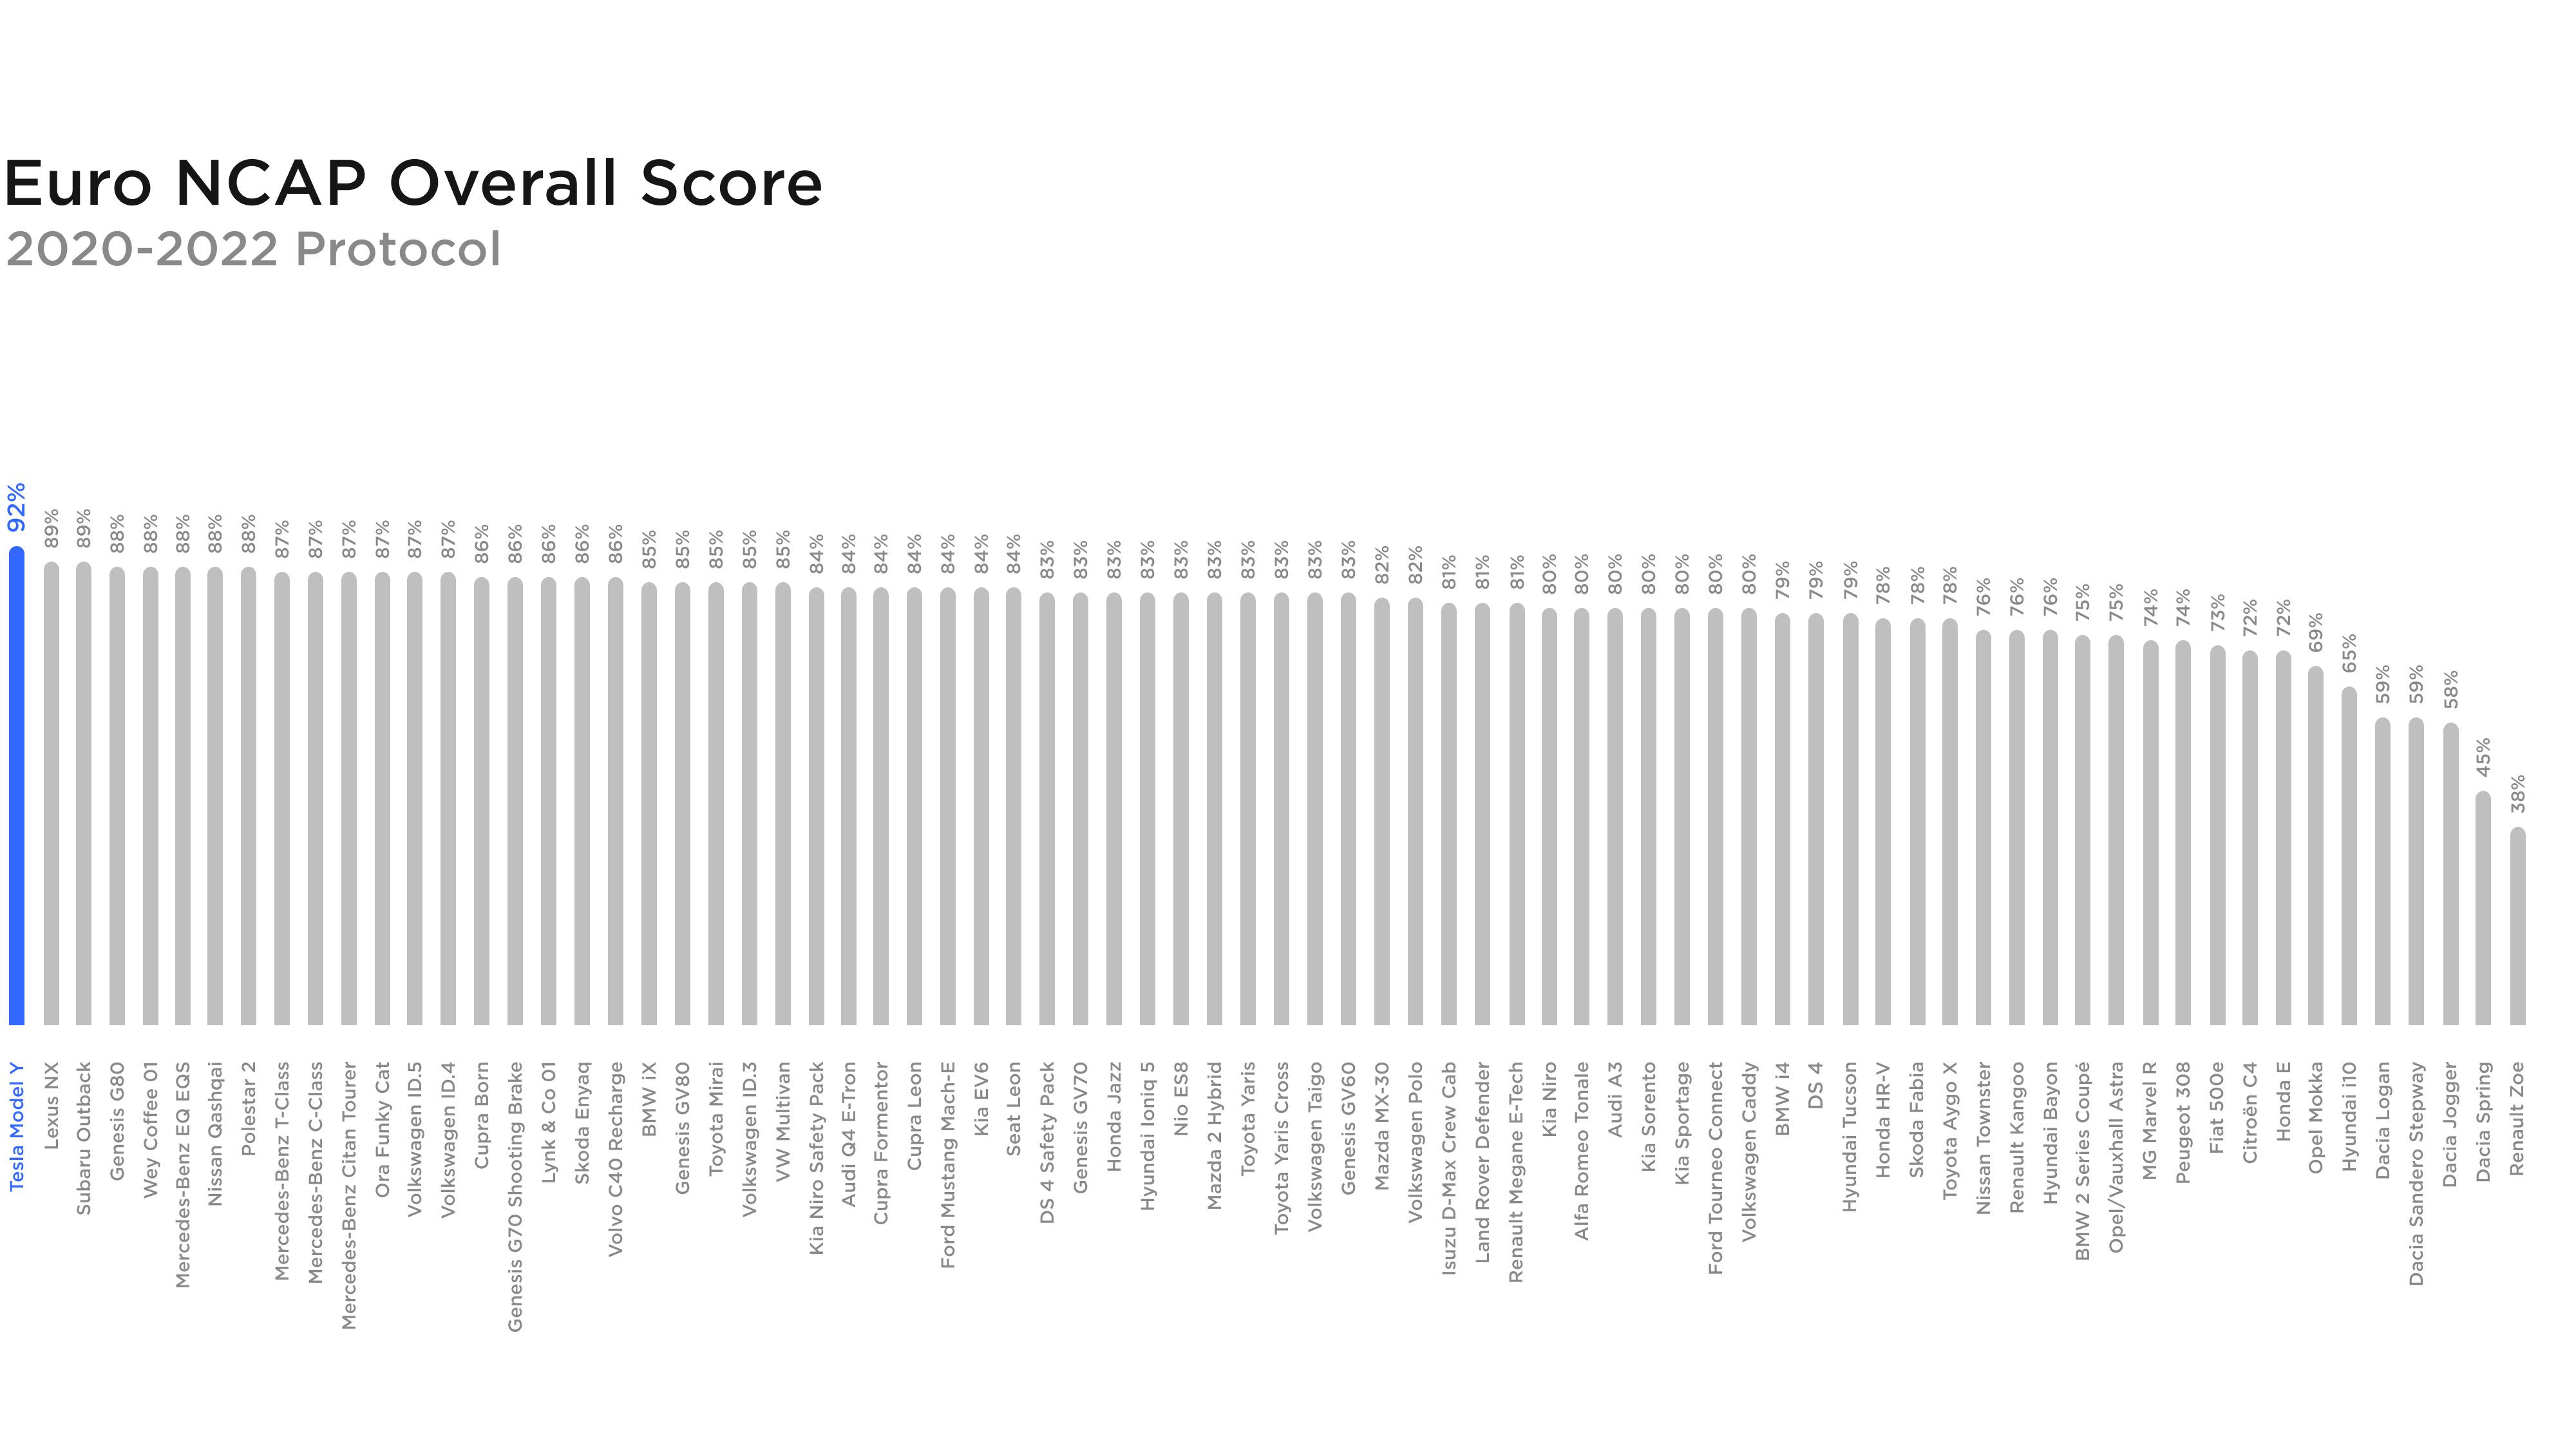 Euro NCAP Overall Score
2020-2022 Protocol
92%
89%
89%
88%
88%
88%
88%
88%
87%
87%
87%
87%
87%
87%
86%
86%
86%
86%
86%
85%
85%
85%
85%
85%
84%
84%
84%
84%
84%
84%
84%
83%
83%
83%
83%
83%
83%
83%
83%
83%
83%
82%
82%
81%
81%
81%
80%
80%
80%
80%
80%
80%
80%
79%
79%
79%
78%
78%
78%
76%
76%
76%
75%
75%
74%
74%
73%
72%
72%
69%
65%
59%
59%
58%
45%
38%
Tesla Model Y
Lexus NX
Subaru Outback
Genesis G80
Wey Coffee 01
Mercedes-Benz EQ EQS
Nissan Qashqai
Polestar 2
Mercedes-Benz T-Class
Mercedes-Benz C-Class
Mercedes-Benz Citan Tourer
Ora Funky Cat
Volkswagen ID.5
Volkswagen ID.4
Cupra Born
Genesis G70 Shooting Brake
Lynk & Co 01
Skoda Enyaq
Volvo C40 Recharge
BMW iX
Genesis GV80
Toyota Mirai
Volkswagen ID.3
VW Multivan
Kia Niro Safety Pack
Audi Q4 E-Tron
Cupra Formentor
Cupra Leon
Ford Mustang Mach-E
Kia EV6
Seat Leon
DS 4 Safety Pack
Genesis GV70
Honda Jazz
Hyundai Ioniq 5
Nio ES8
Mazda 2 Hybrid
Toyota Yaris
Toyota Yaris Cross
Volkswagen Taigo
Genesis GV60
Mazda MX-30
Volkswagen Polo
Isuzu D-Max Crew Cab
Land Rover Defender
Renault Megane E-Tech
Kia Niro
Alfa Romeo Tonale
Audi A3
Kia Sorento
Kia Sportage
Ford Tourneo Connect
Volkswagen Caddy
BMW i4
DS 4
Hyundai Tucson
Honda HR-V
Skoda Fabia
Toyota Aygo X
Nissan Townster
Renault Kangoo
Hyundai Bayon
BMW 2 Series Coupé
Opel/Vauxhall Astra
MG Marvel R
Peugeot 308
Fiat 500e
Citroën C4
Honda E
Opel Mokka
Hyundai i10
Dacia Logan
Dacia Sandero Stepway
Dacia Jogger
Dacia Spring
Renault Zoe